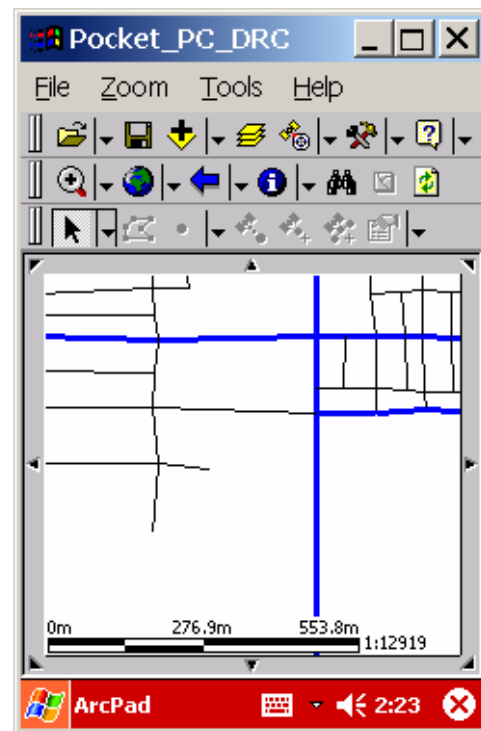 Pocket_PC_DRC
File Zoom Tools Help
0m 276.9m 553.8m
1:12919
ArcPad 2:23